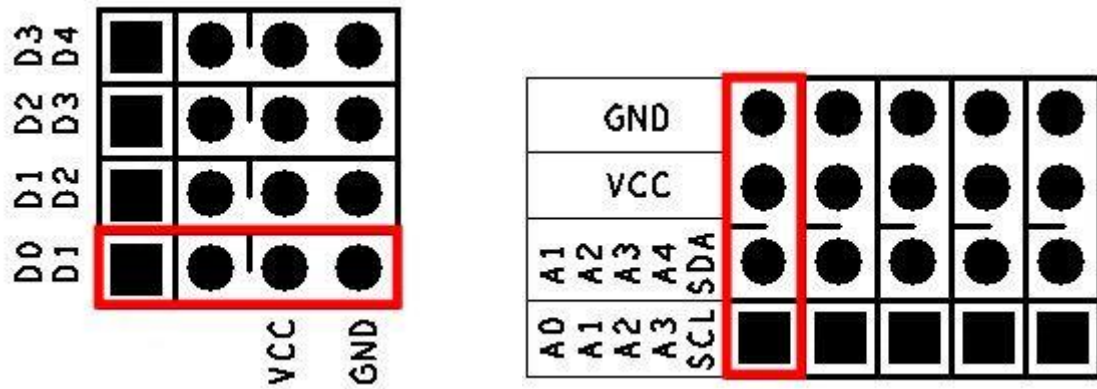 D3
D4
D2
D3
D1
D2
D0
D1
VCC
GND
GND
VCC
A1
A2
A3
A4
SDA
A0
A1
A2
A3
SCL